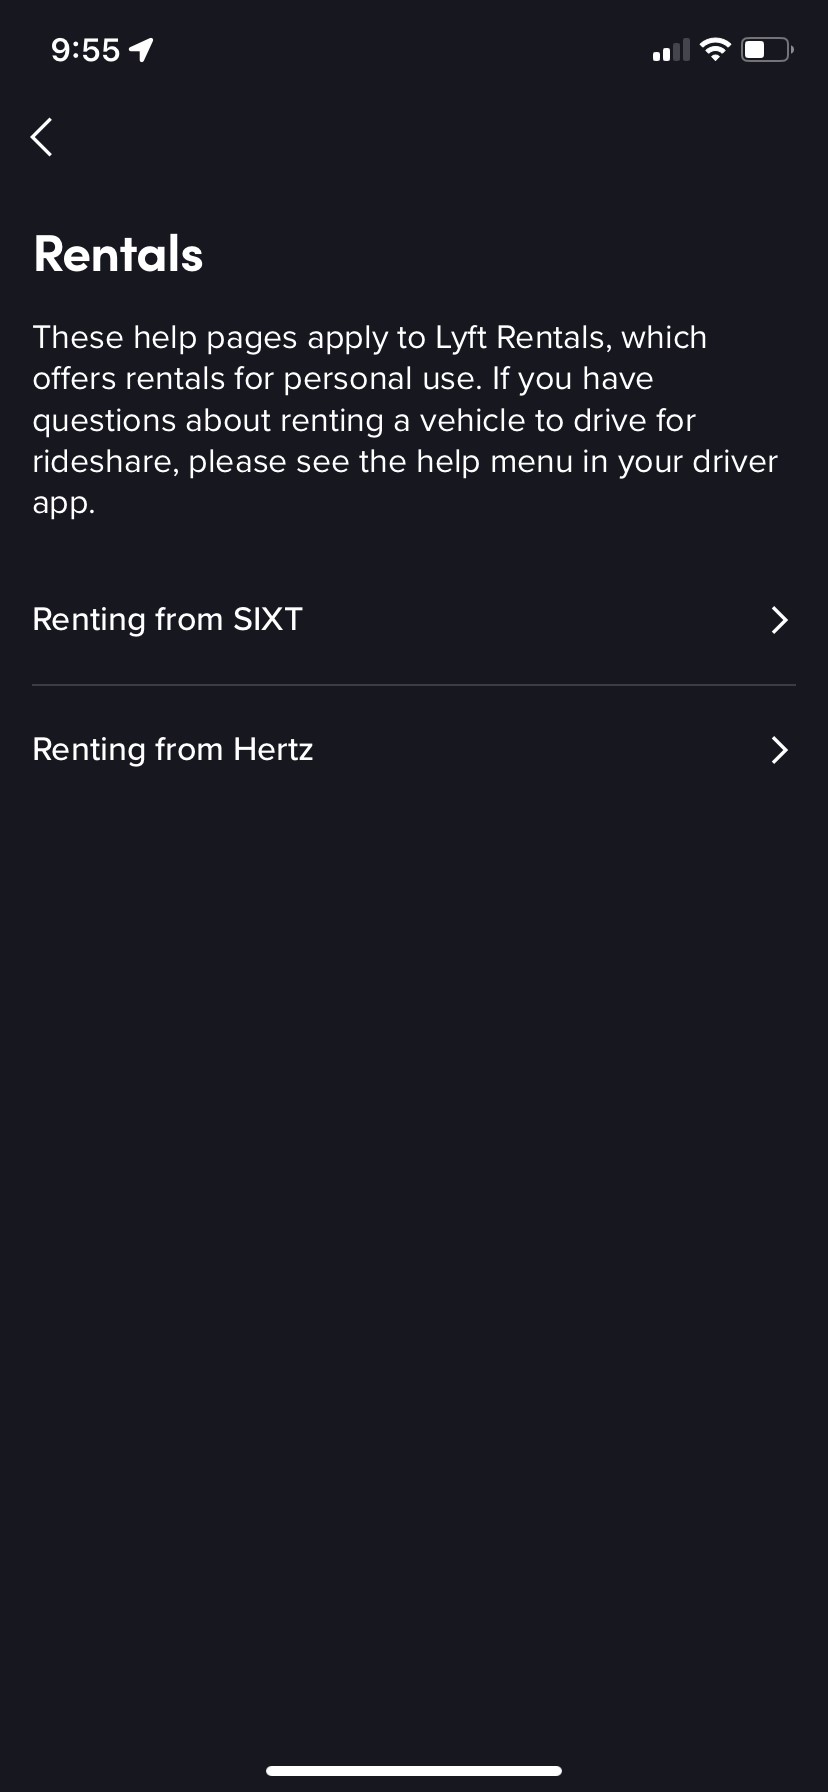 9:55
Rentals
These help pages apply to Lyft Rentals, which
offers rentals for personal use. If you have
questions about renting a vehicle to drive for
rideshare, please see the help menu in your driver
app.
Renting from SIXT
Renting from Hertz